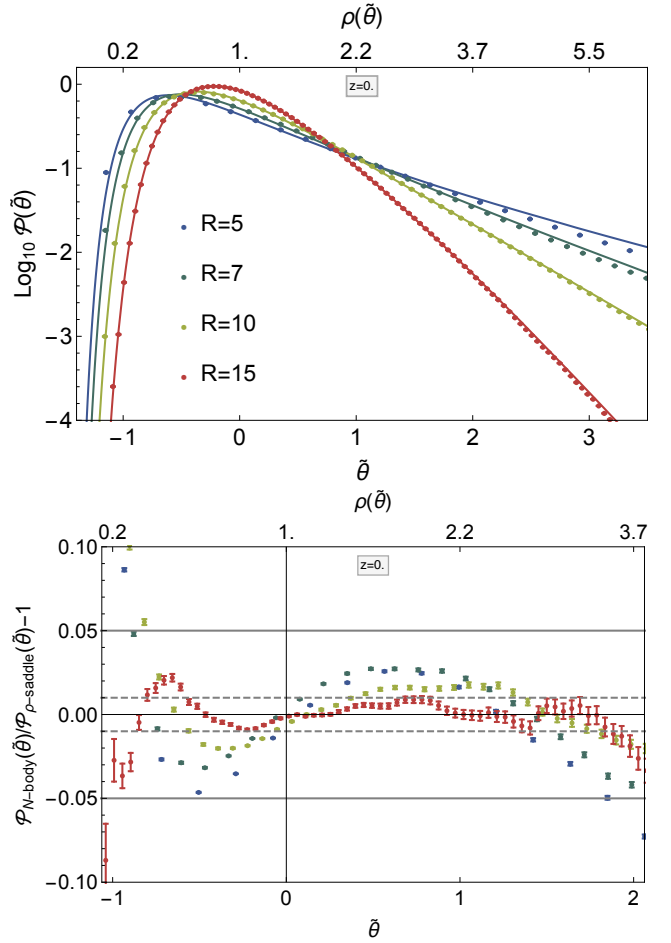 ρ(θ̃)
0.2 1. 2.2 3.7 5.5
z=0.
0
-1
-2
-3
-4
Log₁₀ 𝒫(θ̃)
R=5
R=7
R=10
R=15
-1 0 1 2 3
θ̃
ρ(θ̃)
0.2 1. 2.2 3.7
z=0.
0.10
0.05
0.00
-0.05
-0.10
𝒫N-body(θ̃)/𝒫ρ-saddle(θ̃)-1
-1 0 1 2
θ̃